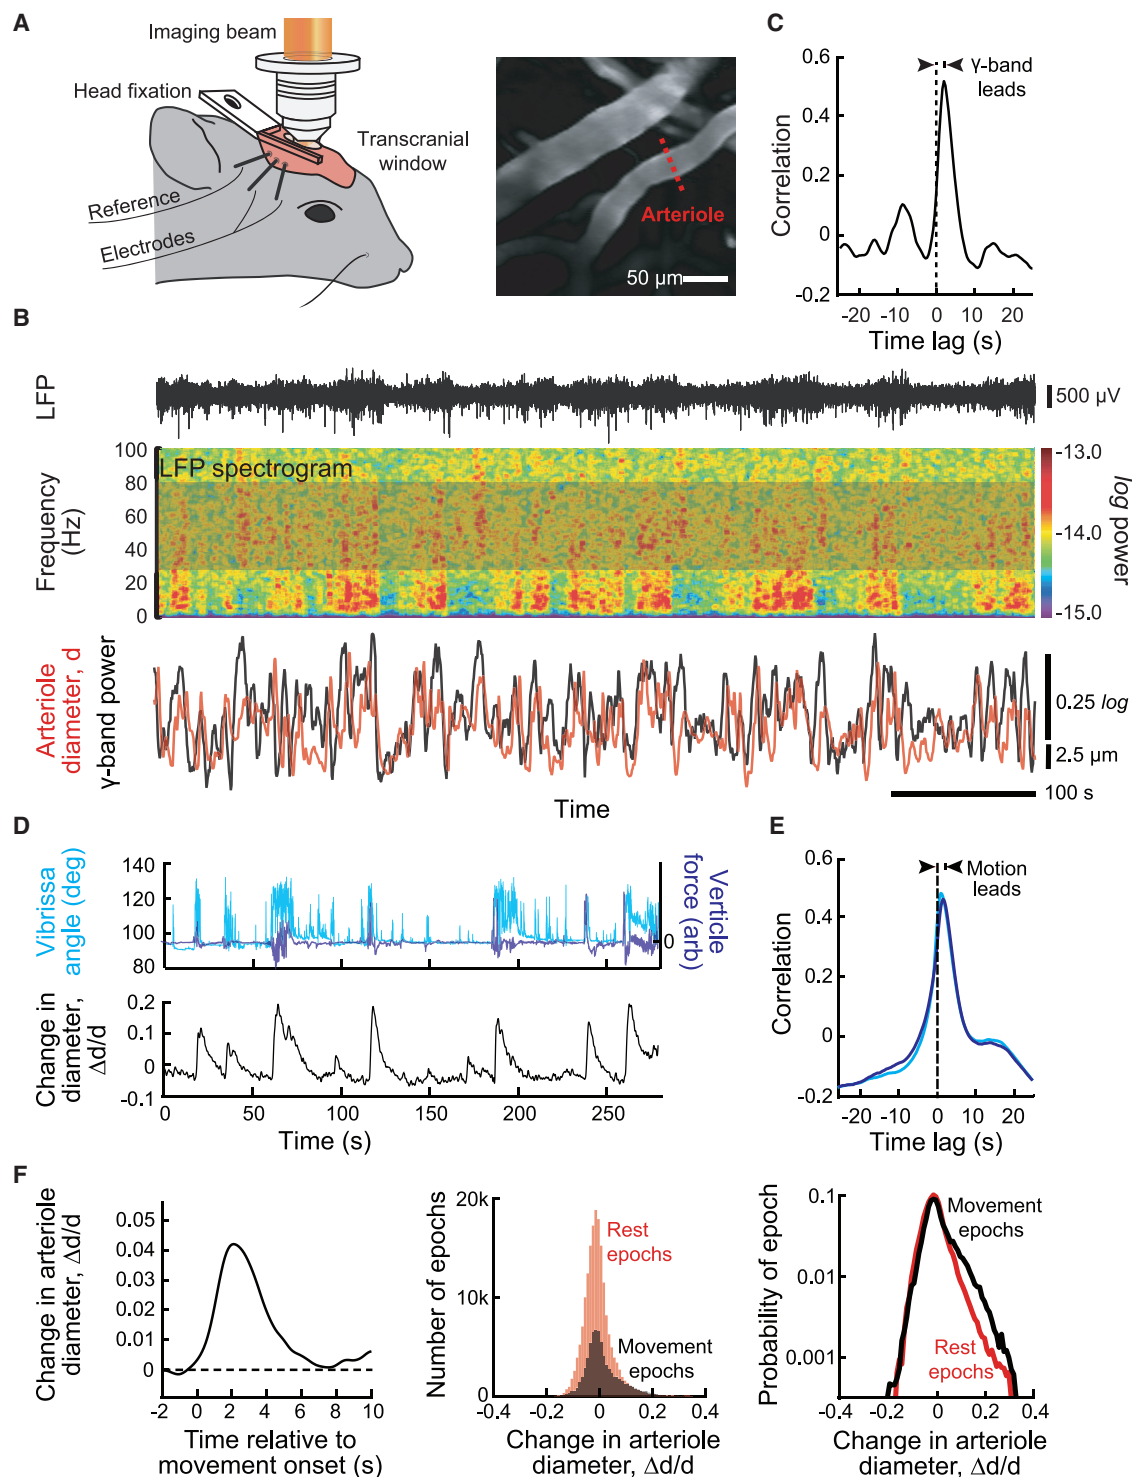 A
Imaging beam
Head fixation
Transcranial
window
Reference
Electrodes
Arteriole
50 µm
C
0.6
0.4
0.2
0
-0.2
Correlation
γ-band
leads
-20 -10 0 10 20
Time lag (s)
B
LFP
500 µV
LFP spectrogram
100
80
60
40
20
0
Frequency
(Hz)
-13.0
-14.0
-15.0
log power
Arteriole
diameter, d
γ-band power
0.25 log
2.5 µm
100 s
Time
D
Vibrissa
angle (deg)
140
120
100
80
Verticle
force (arb)
0
Change in
diameter,
Δd/d
0.2
0.1
0
-0.1
0 50 100 150 200 250
Time (s)
E
0.6
0.4
0.2
0
-0.2
Correlation
Motion
leads
-20 -10 0 10 20
Time lag (s)
F
Change in arteriole
diameter, Δd/d
0.05
0.04
0.03
0.02
0.01
0
-2 0 2 4 6 8 10
Time relative to
movement onset (s)
Number of epochs
20k
10k
0
Rest
epochs
Movement
epochs
-0.4 -0.2 0 0.2 0.4
Change in arteriole
diameter, Δd/d
Probability of epoch
0.1
0.01
0.001
Movement
epochs
Rest
epochs
-0.4 -0.2 0 0.2 0.4
Change in arteriole
diameter, Δd/d